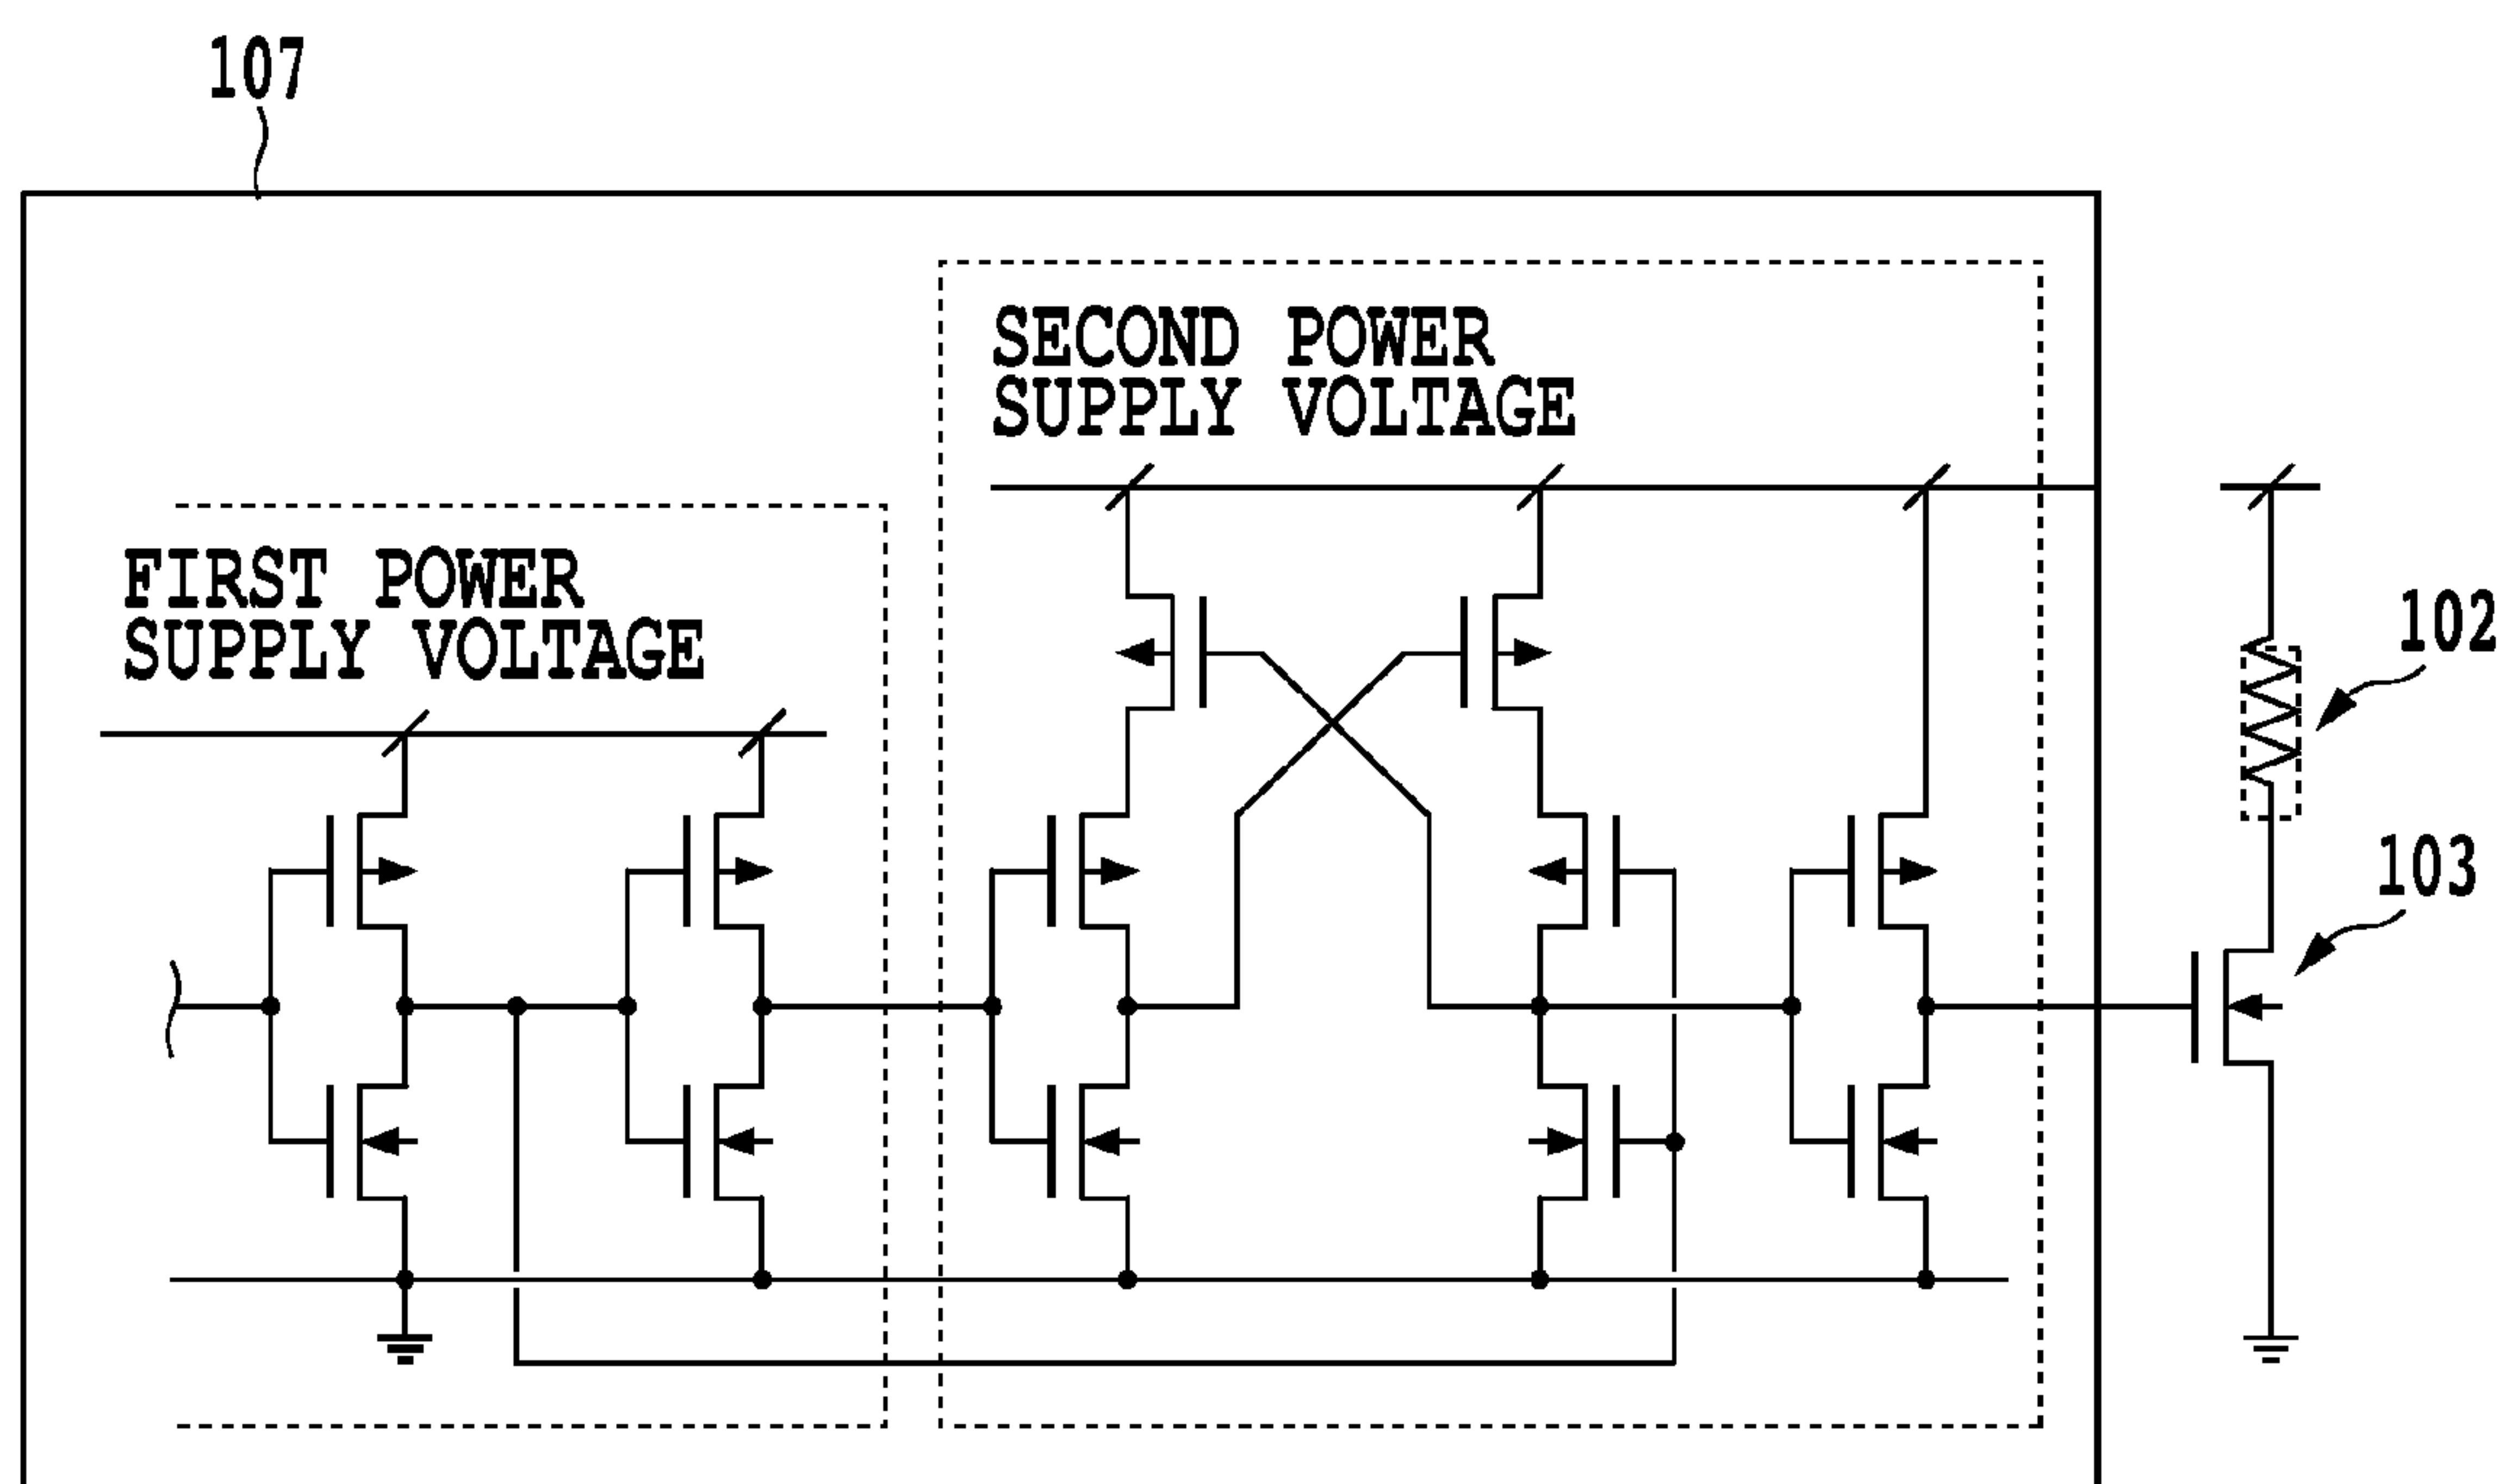 107
SECOND POWER
SUPPLY VOLTAGE
FIRST POWER
SUPPLY VOLTAGE
102
103